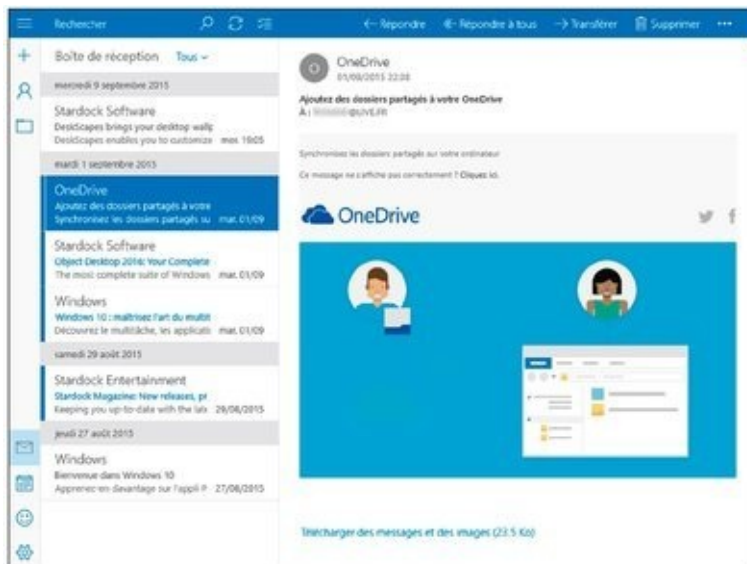 Rechercher
Répondre
Répondre à tous
Transférer
Supprimer
Boîte de réception Tous
mercredi 9 septembre 2015
Stardock Software
DeskScapes brings your desktop wallp
DeskScapes enables you to customize mer. 19:05
mardi 1 septembre 2015
OneDrive
Ajoutez des dossiers partagés à votre
Synchronisez les dossiers partagés su mar. 01/09
Stardock Software
Object Desktop 2016: Your Complete
The most complete suite of Windows mar. 01/09
Windows
Windows 10 : maîtrisez l'art du multit
Découvrez le multitâche, les applicati mar. 01/09
samedi 29 août 2015
Stardock Entertainment
Stardock Magazine: New releases, pr
Keeping you up-to-date with the late 29/08/2015
jeudi 27 août 2015
Windows
Bienvenue dans Windows 10
Apprenez-en davantage sur l'appli P 27/08/2015
O
OneDrive
01/09/2015 22:08
Ajoutez des dossiers partagés à votre OneDrive
À : @LIVE.FR
Synchronisez les dossiers partagés sur votre ordinateur
Ce message ne s'affiche pas correctement ? Cliquez ici.
OneDrive
Télécharger des messages et des images (23.5 Ko)